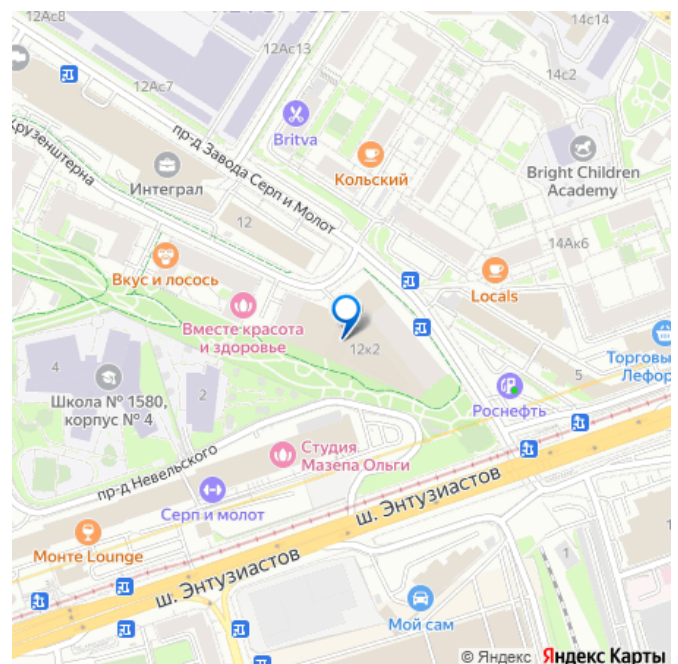 12Ас8
12Ас13
14с14
12Ас7
14с2
Britva
пр-д Завода Серп и Молот
Крузенштерна
Кольский
Bright Children
Academy
Интеграл
12
14Ак6
Вкус и лосось
Locals
Вместе красота
и здоровье
12к2
Торговы
Лефор
4
2
5
Школа № 1580,
корпус № 4
Роснефть
Студия
Мазепа Ольги
пр-д Невельского
Серп и молот
ш. Энтузиастов
Монте Lounge
1
ш. Энтузиастов
Мой сам
© Яндекс Яндекс Карты